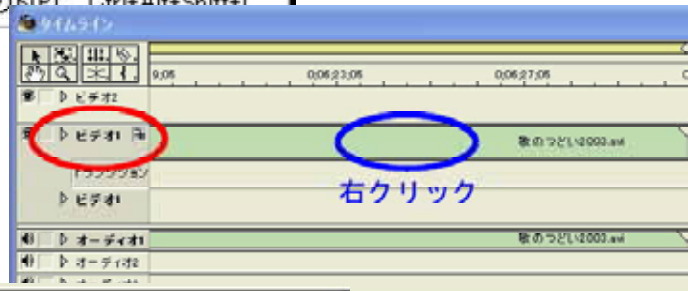 タイムライン
9;05 0;06;23;05 0;06;27;05
ビデオ2
ビデオ1 歌のつどい2003.avi
トランジション
右クリック
ビデオ1
オーディオ1 歌のつどい2003.avi
オーディオ2